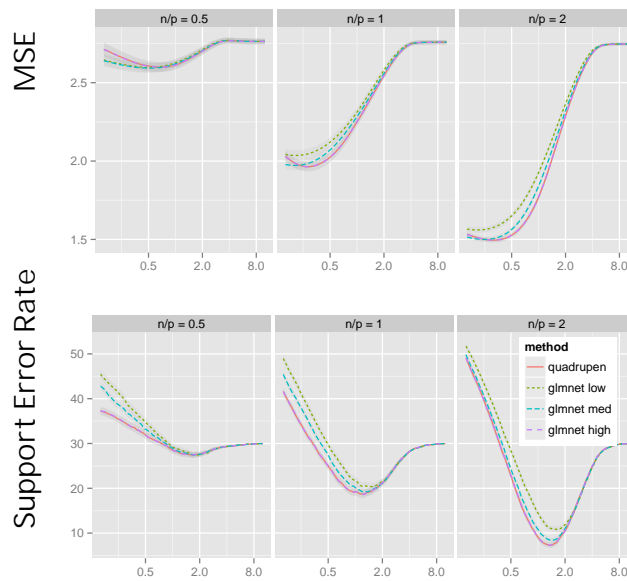 MSE
n/p = 0.5
n/p = 1
n/p = 2
2.5
2.0
1.5
0.5 2.0 8.0
0.5 2.0 8.0
0.5 2.0 8.0
Support Error Rate
n/p = 0.5
n/p = 1
n/p = 2
50
40
30
20
10
method
quadrupen
glmnet low
glmnet med
glmnet high
0.5 2.0 8.0
0.5 2.0 8.0
0.5 2.0 8.0